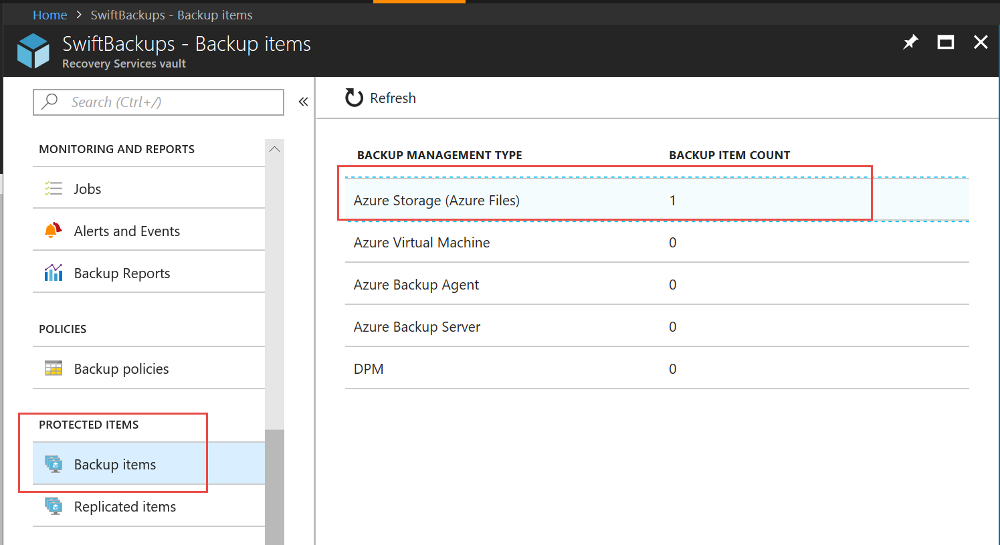 Home > SwiftBackups - Backup items
SwiftBackups - Backup items
Recovery Services vault
Search (Ctrl+/)
«
MONITORING AND REPORTS
Jobs
Alerts and Events
Backup Reports
POLICIES
Backup policies
PROTECTED ITEMS
Backup items
Replicated items
Refresh
BACKUP MANAGEMENT TYPE BACKUP ITEM COUNT
Azure Storage (Azure Files) 1
Azure Virtual Machine 0
Azure Backup Agent 0
Azure Backup Server 0
DPM 0